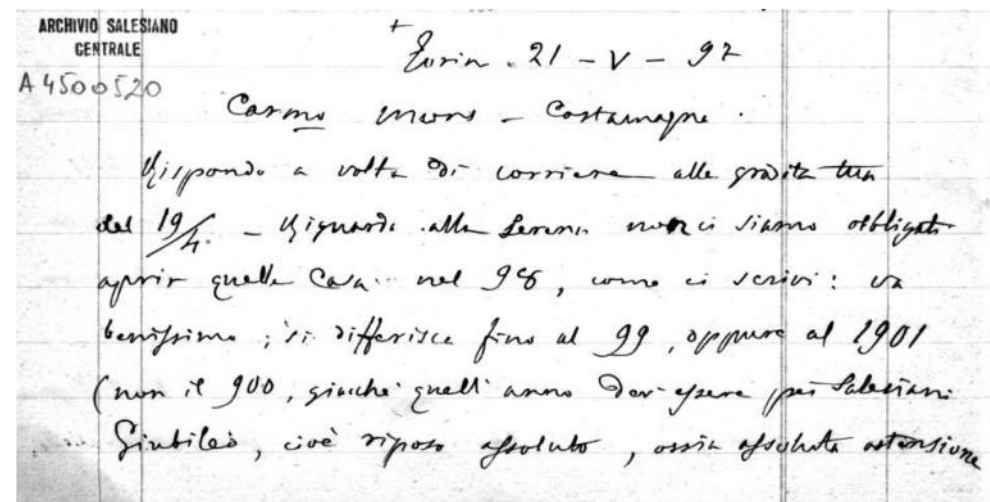 ARCHIVIO SALESIANO
CENTRALE
A 4500520
+
Torin. 21 - V - 97
Carmo Mons - Costamagna.
Rispondo a volta di corriere alla gradita tua
del 19/4. - Riguardo alla Serena non ci siamo obbligati
aprir quella Casa nel 98, come ci scrivi: va
benissimo; si differisce fino al 99, oppure al 1901
(non il 900, giacchè quell'anno dev'essere pei Salesiani
Giubileo, cioè riposo assoluto, ossia assoluta astensione